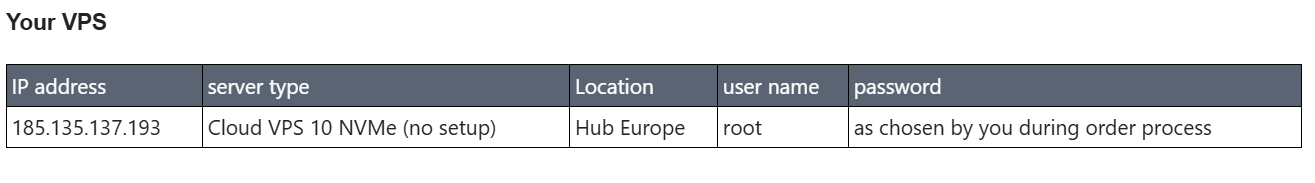 Your VPS
IP address server type Location user name password
185.135.137.193 Cloud VPS 10 NVMe (no setup) Hub Europe root as chosen by you during order process